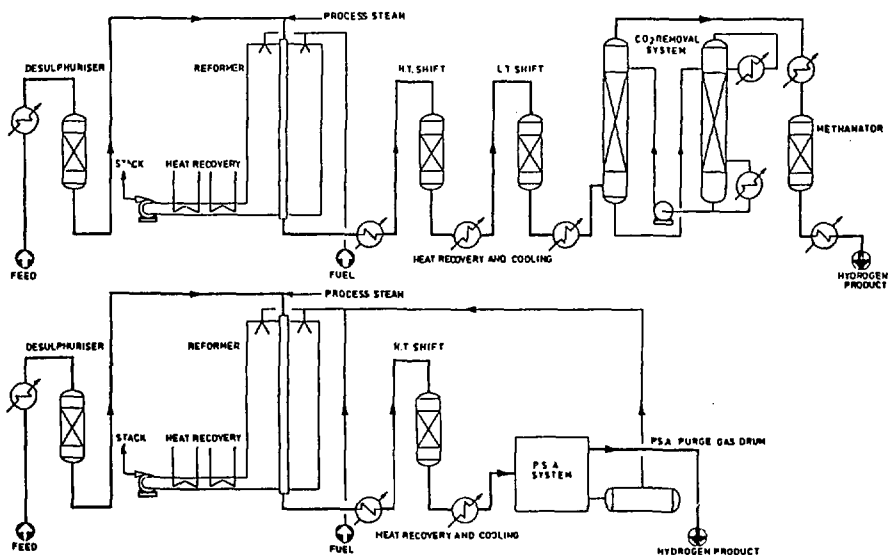 PROCESS STEAM
DESULPHURISER
REFORMER
H.T. SHIFT
L.T. SHIFT
CO2 REMOVAL
SYSTEM
METHANATOR
STACK
HEAT RECOVERY
FEED
FUEL
HEAT RECOVERY AND COOLING
HYDROGEN
PRODUCT
PROCESS STEAM
DESULPHURISER
REFORMER
H.T SHIFT
STACK
HEAT RECOVERY
P.S.A
SYSTEM
P.S.A PURGE GAS DRUM
FEED
FUEL
HEAT RECOVERY AND COOLING
HYDROGEN PRODUCT